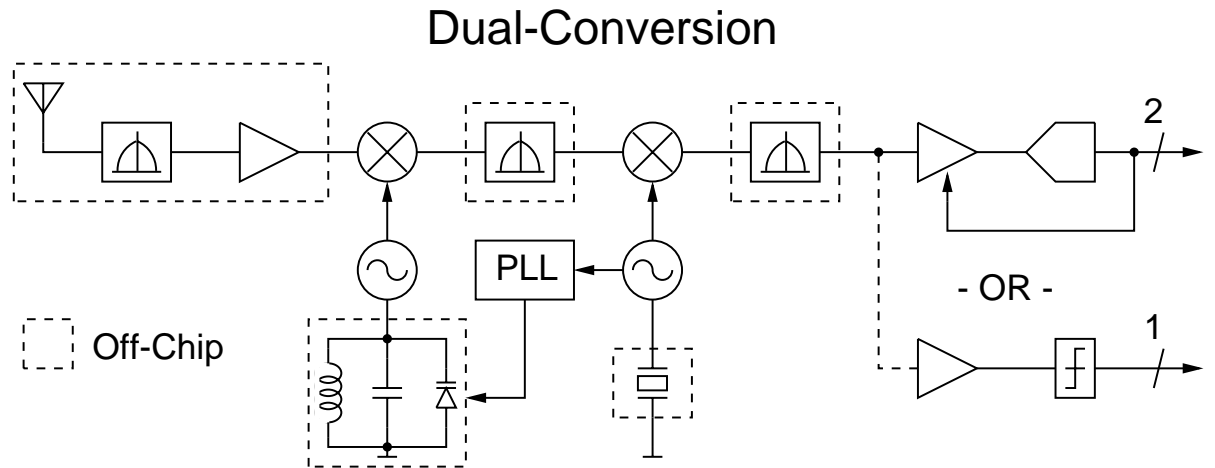 Dual-Conversion
2
PLL
- OR -
1
Off-Chip